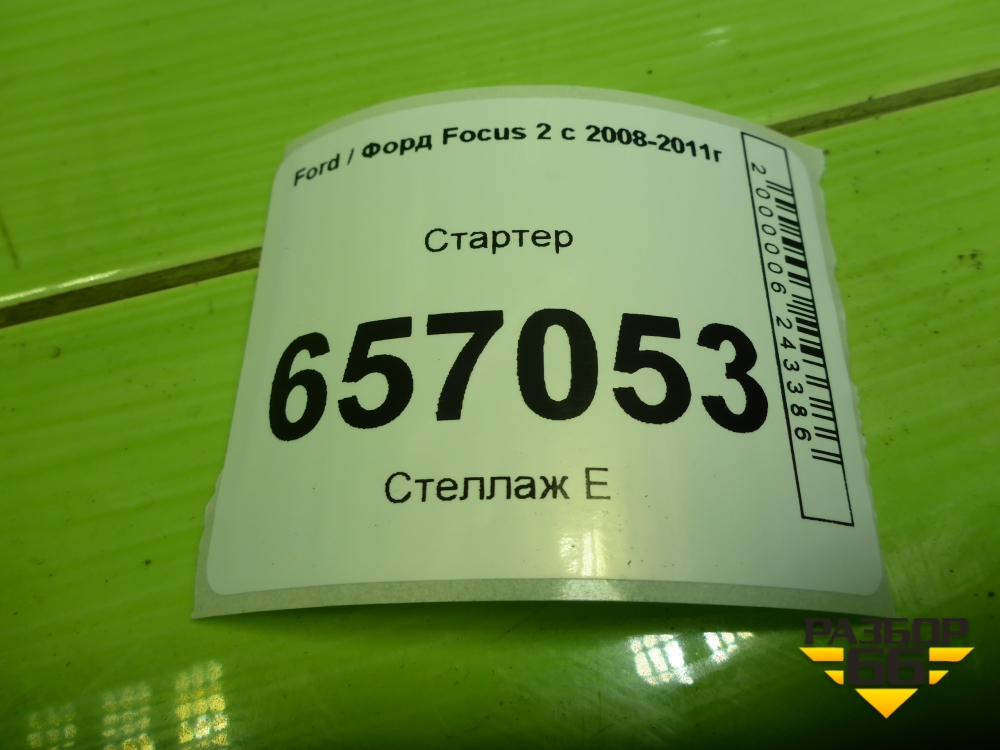 Ford / Форд Focus 2 с 2008-2011г
Стартер
657053
Стеллаж Е
2000006243386
РАЗБОР
66